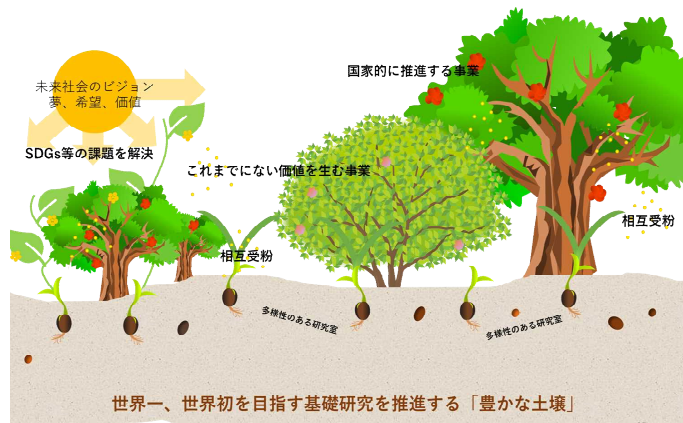 国家的に推進する事業
未来社会のビジョン
夢、希望、価値
SDGs等の課題を解決
これまでにない価値を生む事業
相互受粉
相互受粉
多様性のある研究室
多様性のある研究室
世界一、世界初を目指す基礎研究を推進する「豊かな土壌」